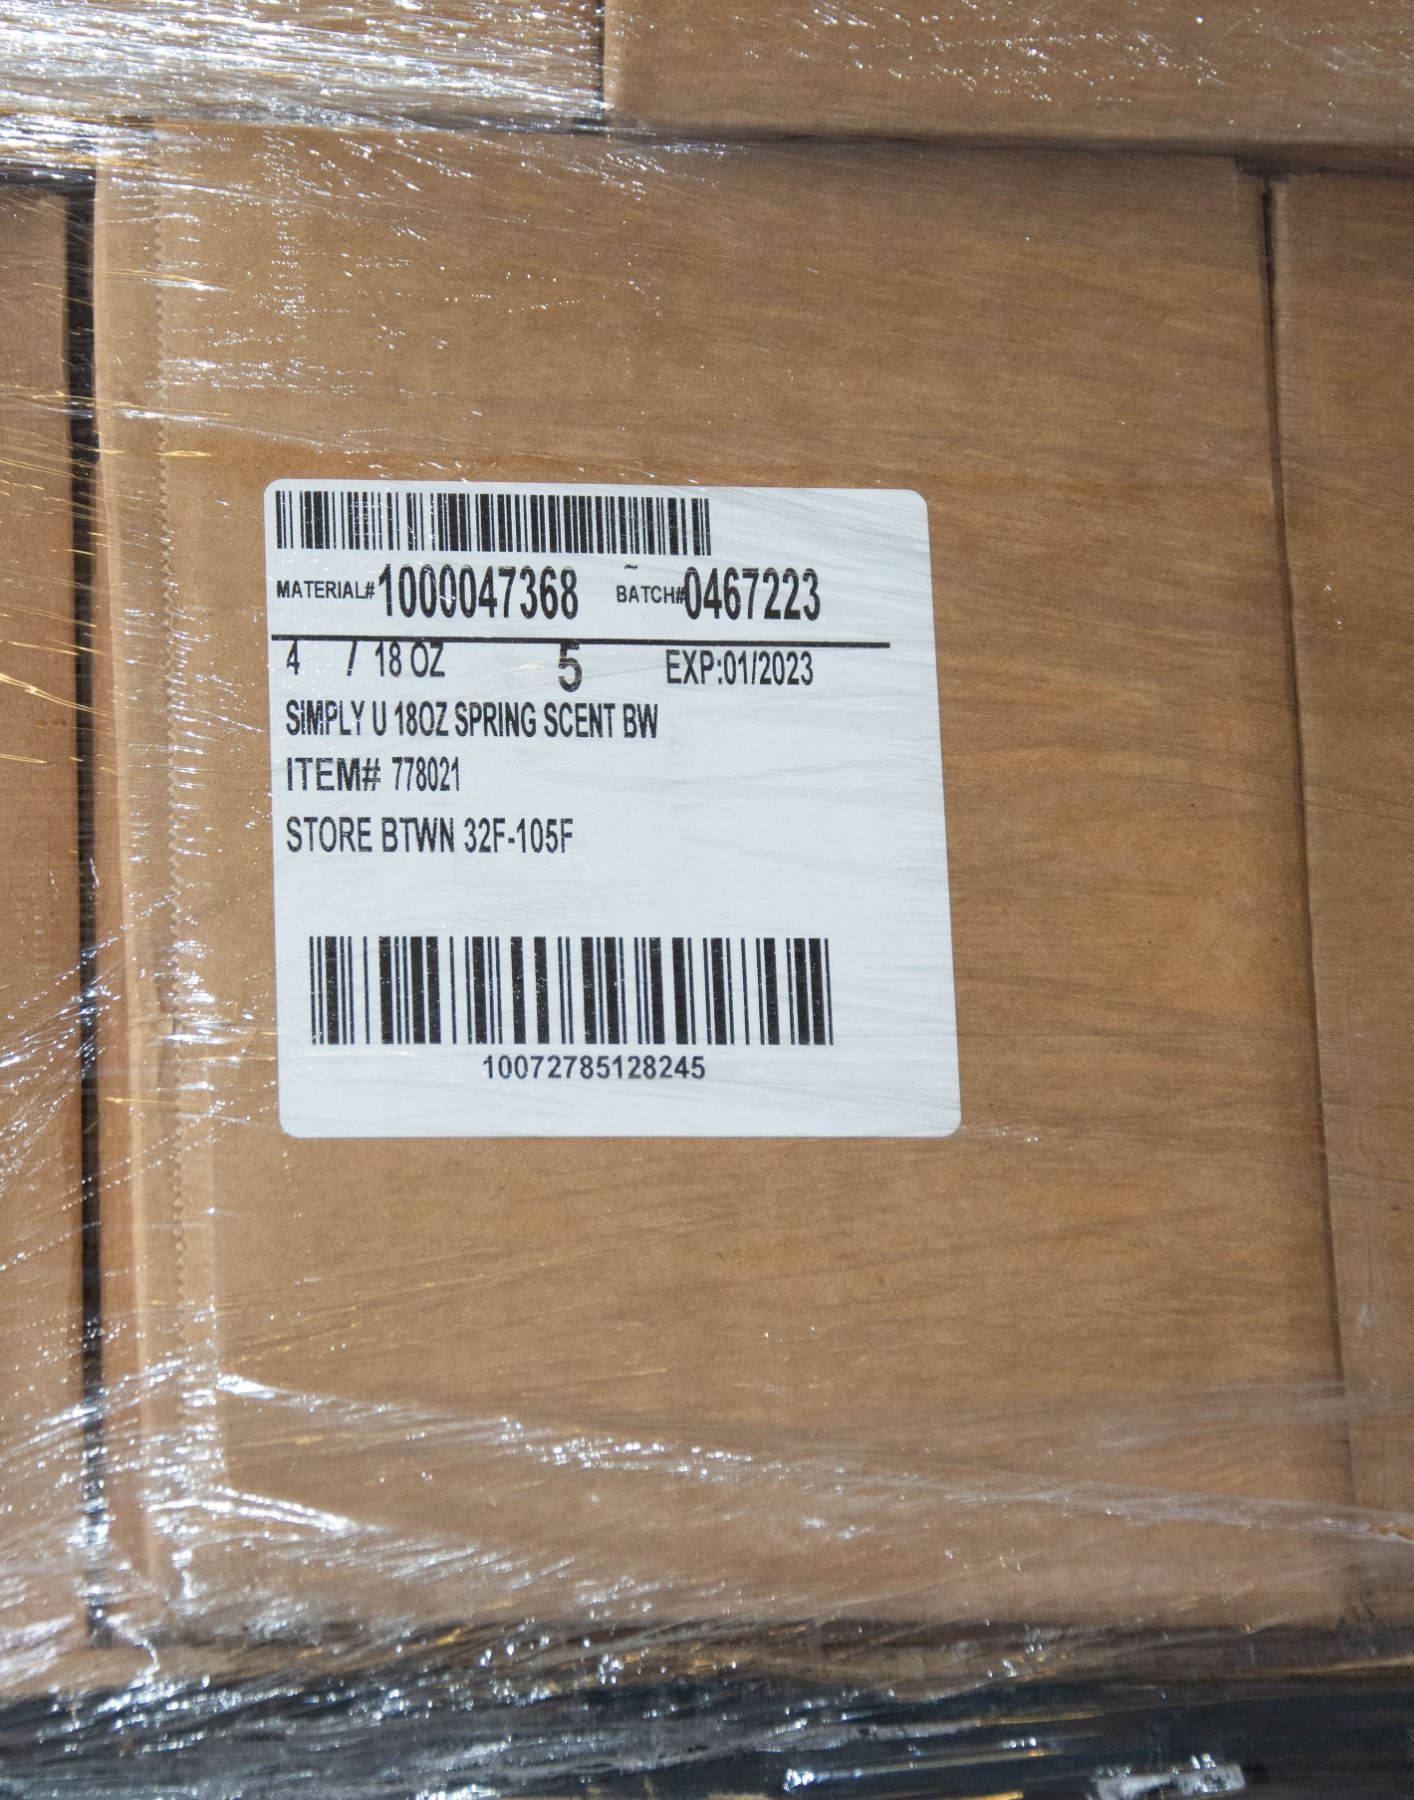 MATERIAL# 1000047368 ~ BATCH# 0467223
4 / 18 OZ 5 EXP:01/2023
SIMPLY U 18OZ SPRING SCENT BW
ITEM# 778021
STORE BTWN 32F-105F
10072785128245